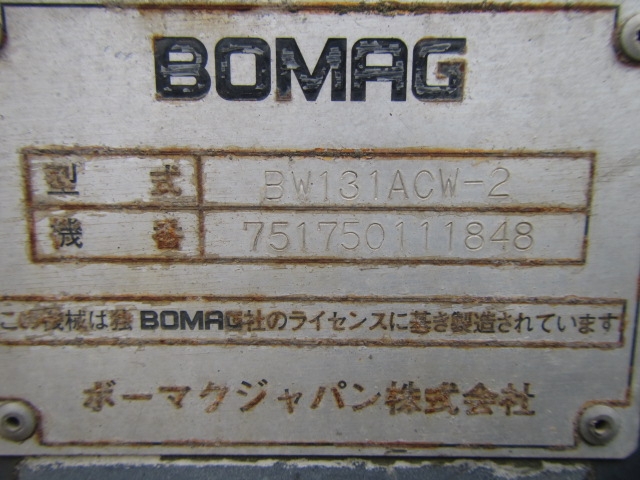 BOMAG
型式 BW131ACW-2
機番 751750111848
この機械は独BOMAG社のライセンスに基き製造されています
ボーマクジャパン株式会社